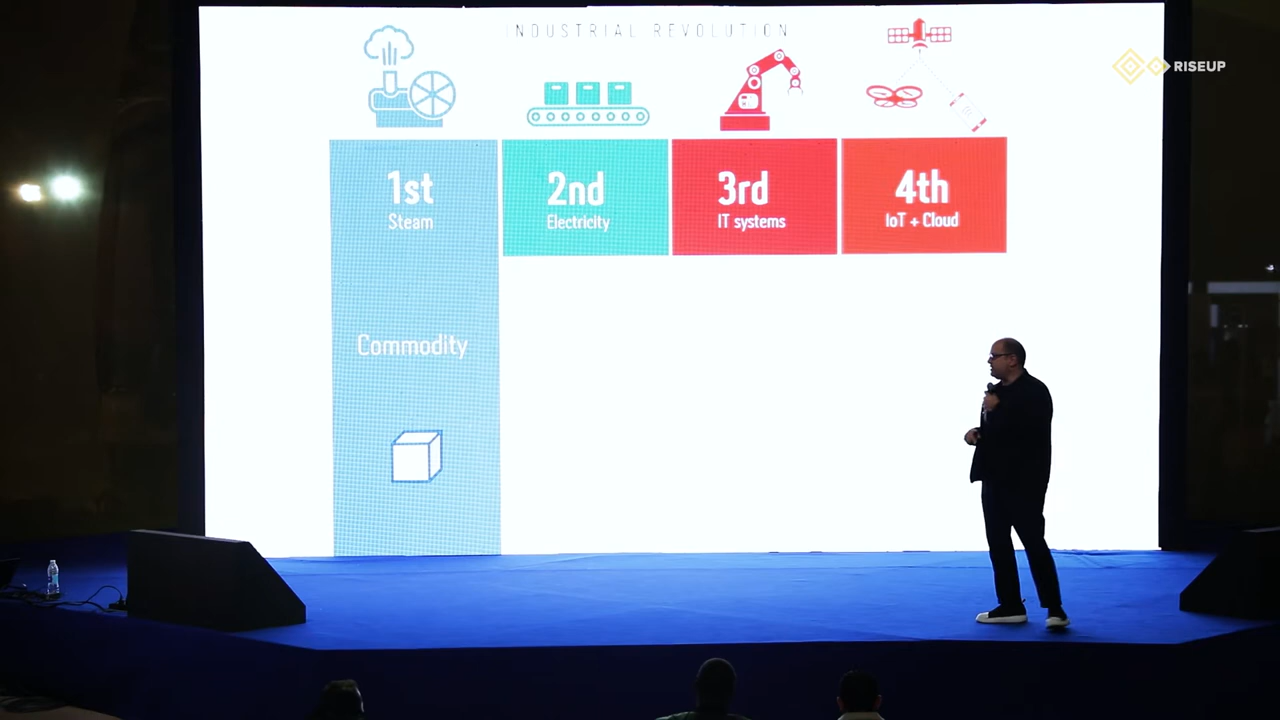 INDUSTRIAL REVOLUTION
RISEUP
1st
Steam
2nd
Electricity
3rd
IT systems
4th
IoT + Cloud
Commodity